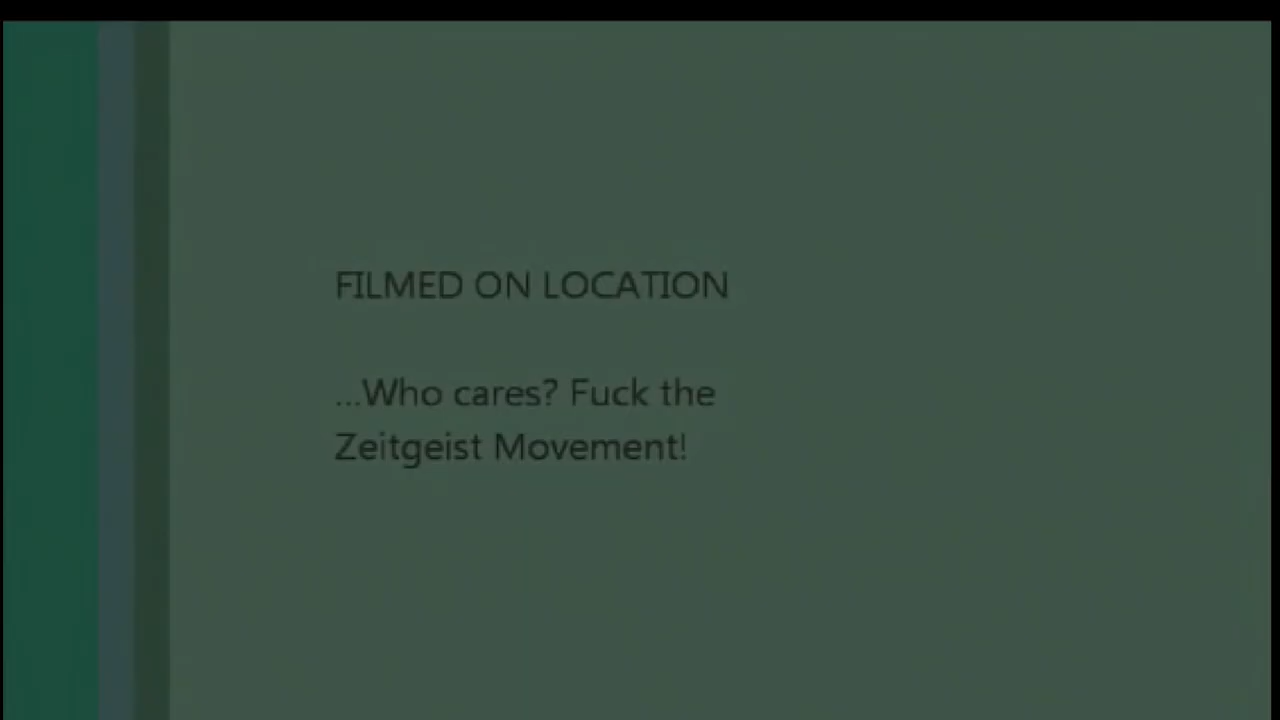 FILMED ON LOCATION
...Who cares? Fuck the
Zeitgeist Movement!